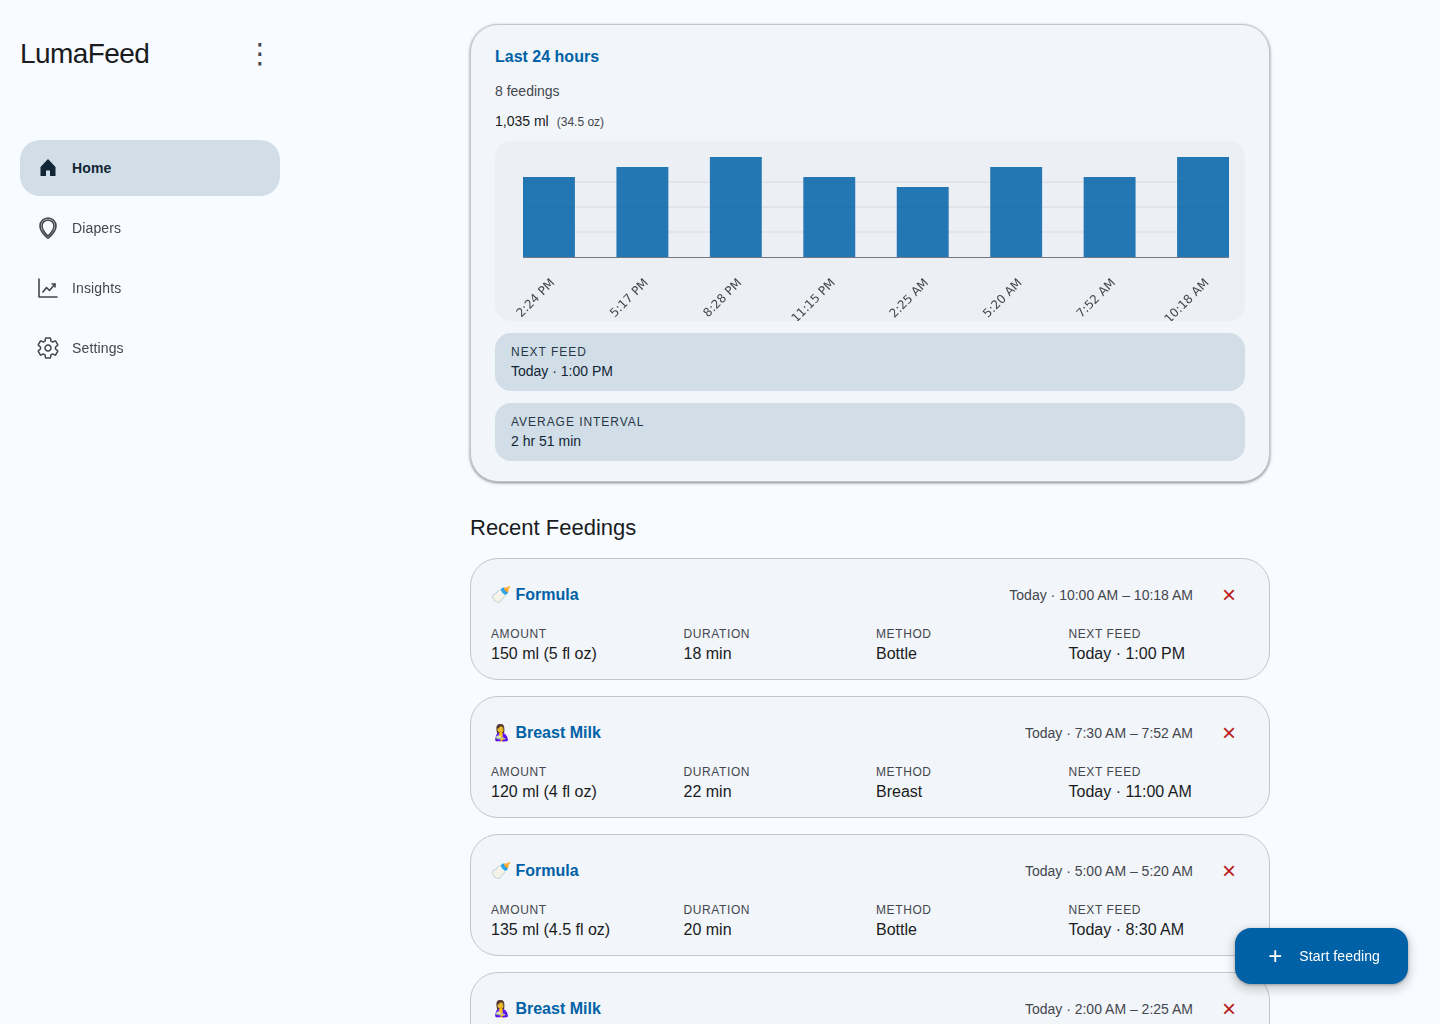 LumaFeed
Home
Diapers
Insights
Settings
Last 24 hours
8 feedings
1,035 ml (34.5 oz)
2:24 PM 5:17 PM 8:28 PM 11:15 PM 2:25 AM 5:20 AM 7:52 AM 10:18 AM
NEXT FEED
Today · 1:00 PM
AVERAGE INTERVAL
2 hr 51 min
Recent Feedings
Formula Today · 10:00 AM – 10:18 AM
AMOUNT DURATION METHOD NEXT FEED
150 ml (5 fl oz) 18 min Bottle Today · 1:00 PM
Breast Milk Today · 7:30 AM – 7:52 AM
AMOUNT DURATION METHOD NEXT FEED
120 ml (4 fl oz) 22 min Breast Today · 11:00 AM
Formula Today · 5:00 AM – 5:20 AM
AMOUNT DURATION METHOD NEXT FEED
135 ml (4.5 fl oz) 20 min Bottle Today · 8:30 AM
+ Start feeding
Breast Milk Today · 2:00 AM – 2:25 AM